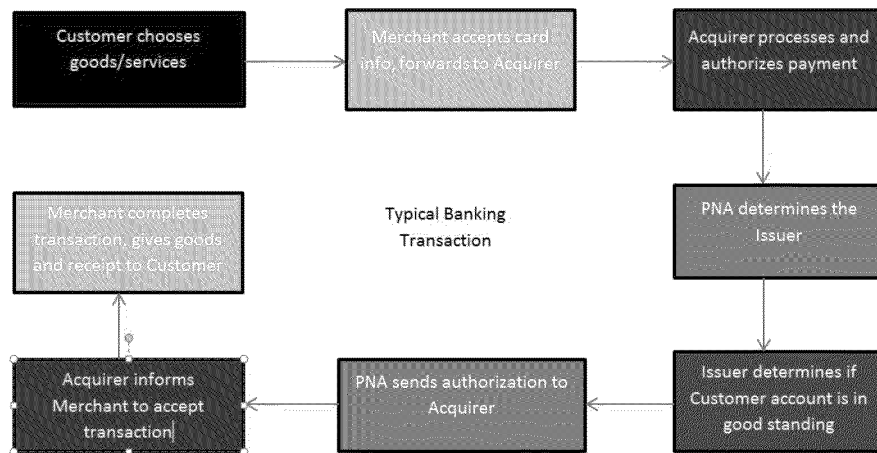 Customer chooses
goods/services
Merchant accepts card
info, forwards to Acquirer
Acquirer processes and
authorizes payment
PNA determines the
Issuer
Issuer determines if
Customer account is in
good standing
PNA sends authorization to
Acquirer
Acquirer informs
Merchant to accept
transaction
Merchant completes
transaction, gives goods
and receipt to Customer
Typical Banking
Transaction